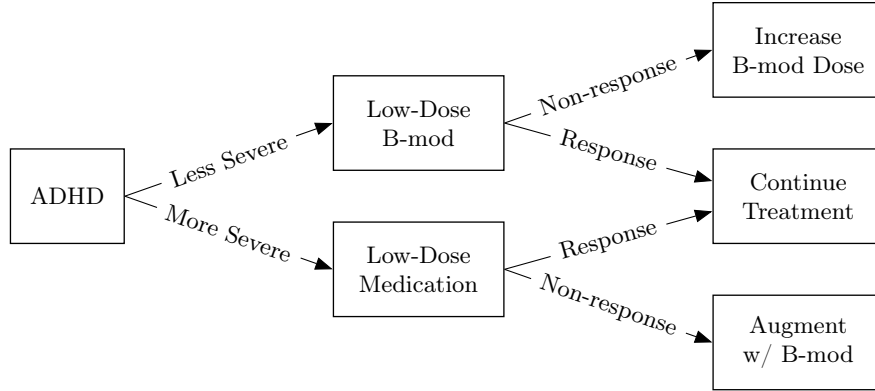 ADHD
Less Severe
More Severe
Low-Dose
B-mod
Low-Dose
Medication
Non-response
Response
Response
Non-response
Increase
B-mod Dose
Continue
Treatment
Augment
w/ B-mod